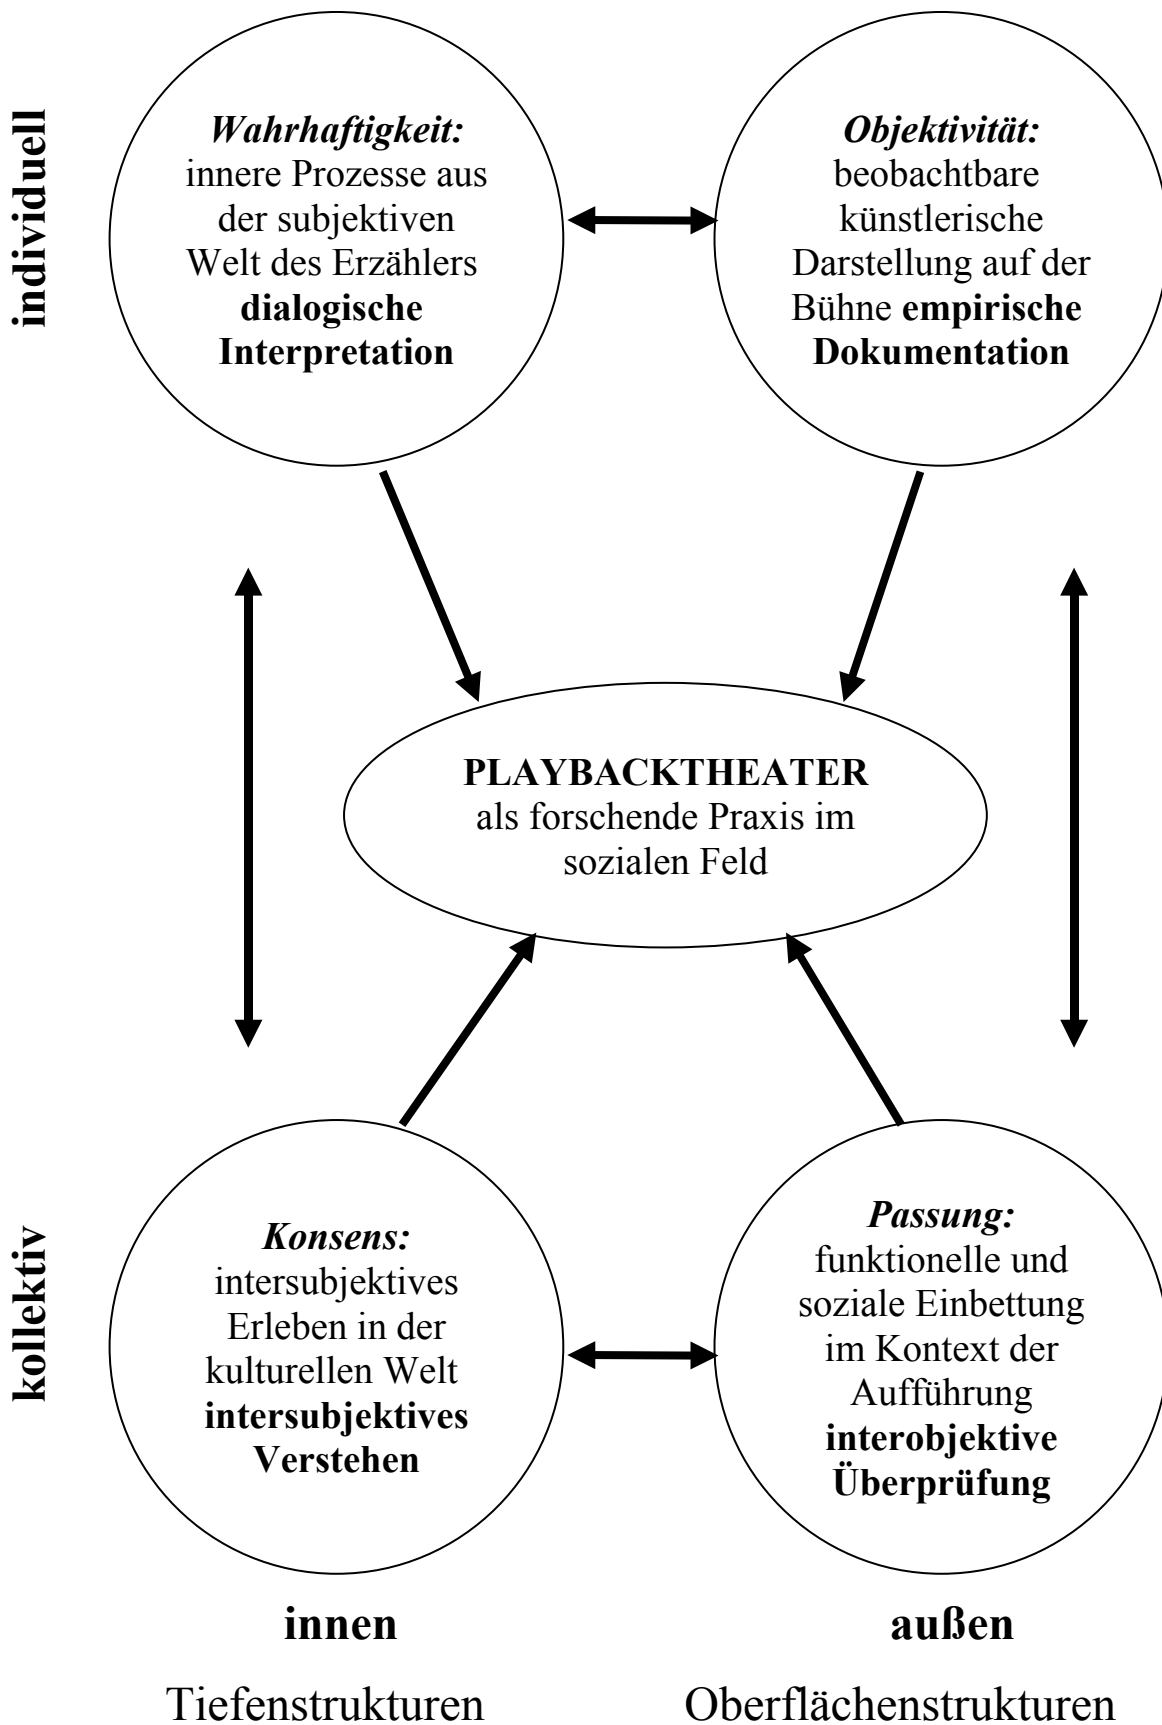 individuell
Wahrhaftigkeit:
innere Prozesse aus
der subjektiven
Welt des Erzählers
dialogische
Interpretation
Objektivität:
beobachtbare
künstlerische
Darstellung auf der
Bühne empirische
Dokumentation
PLAYBACKTHEATER
als forschende Praxis im
sozialen Feld
kollektiv
Konsens:
intersubjektives
Erleben in der
kulturellen Welt
intersubjektives
Verstehen
Passung:
funktionelle und
soziale Einbettung
im Kontext der
Aufführung
interobjektive
Überprüfung
innen
außen
Tiefenstrukturen
Oberflächenstrukturen